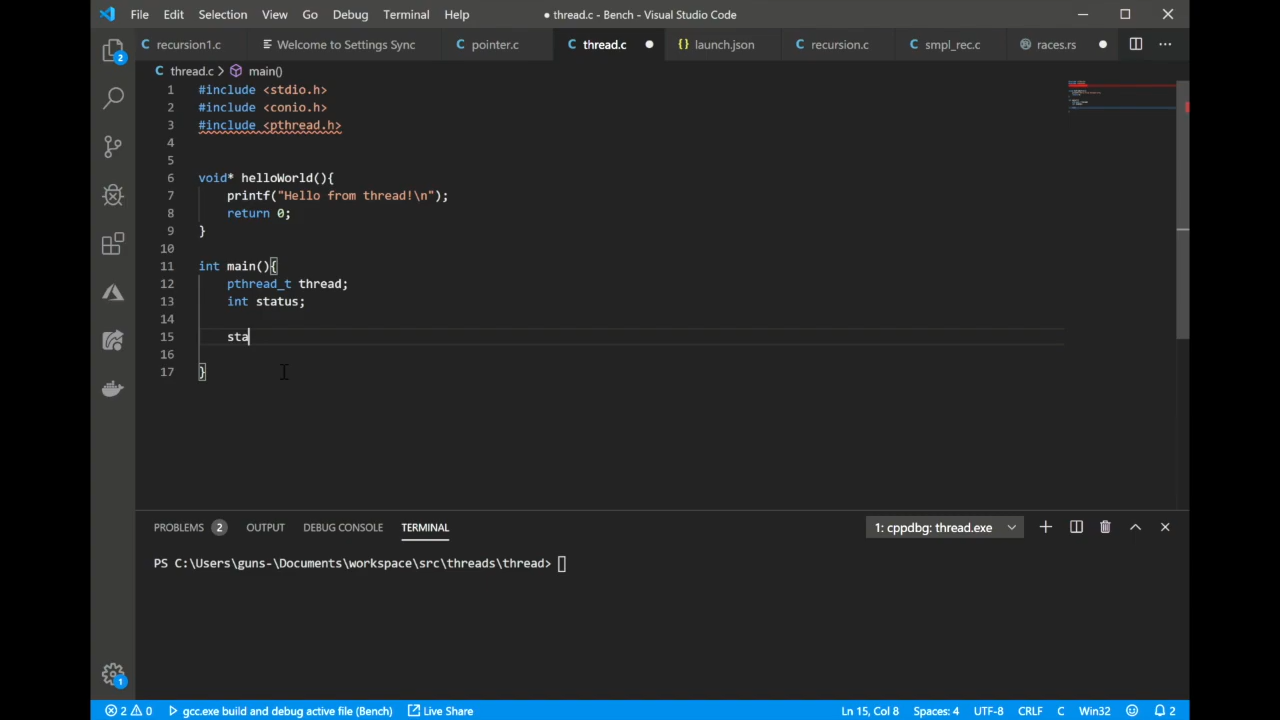 File Edit Selection View Go Debug Terminal Help ● thread.c - Bench - Visual Studio Code
C recursion1.c Welcome to Settings Sync C pointer.c C thread.c ● {} launch.json C recursion.c C smpl_rec.c races.rs ● ...
C thread.c > main()
1 #include <stdio.h>
2 #include <conio.h>
3 #include <pthread.h>
4
5
6 void* helloWorld(){
7 printf("Hello from thread!\n");
8 return 0;
9 }
10
11 int main(){
12 pthread_t thread;
13 int status;
14
15 sta
16
17 }
2
1
PROBLEMS 2 OUTPUT DEBUG CONSOLE TERMINAL 1: cppdbg: thread.exe
PS C:\Users\guns-\Documents\workspace\src\threads\thread>
2 0 gcc.exe build and debug active file (Bench) Live Share Ln 15, Col 8 Spaces: 4 UTF-8 CRLF C Win32 2